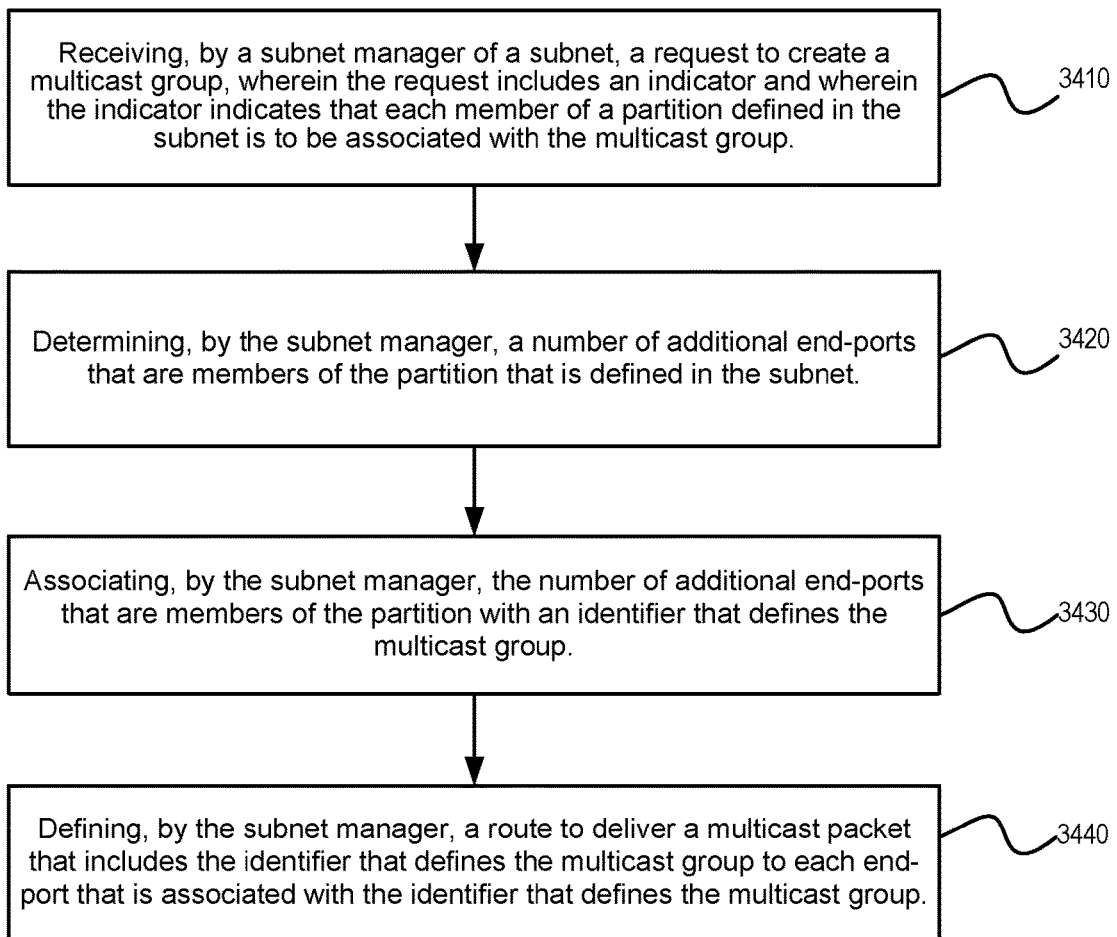 Receiving, by a subnet manager of a subnet, a request to create a
multicast group, wherein the request includes an indicator and wherein
the indicator indicates that each member of a partition defined in the
subnet is to be associated with the multicast group.
3410
Determining, by the subnet manager, a number of additional end-ports
that are members of the partition that is defined in the subnet.
3420
Associating, by the subnet manager, the number of additional end-ports
that are members of the partition with an identifier that defines the
multicast group.
3430
Defining, by the subnet manager, a route to deliver a multicast packet
that includes the identifier that defines the multicast group to each end-
port that is associated with the identifier that defines the multicast group.
3440